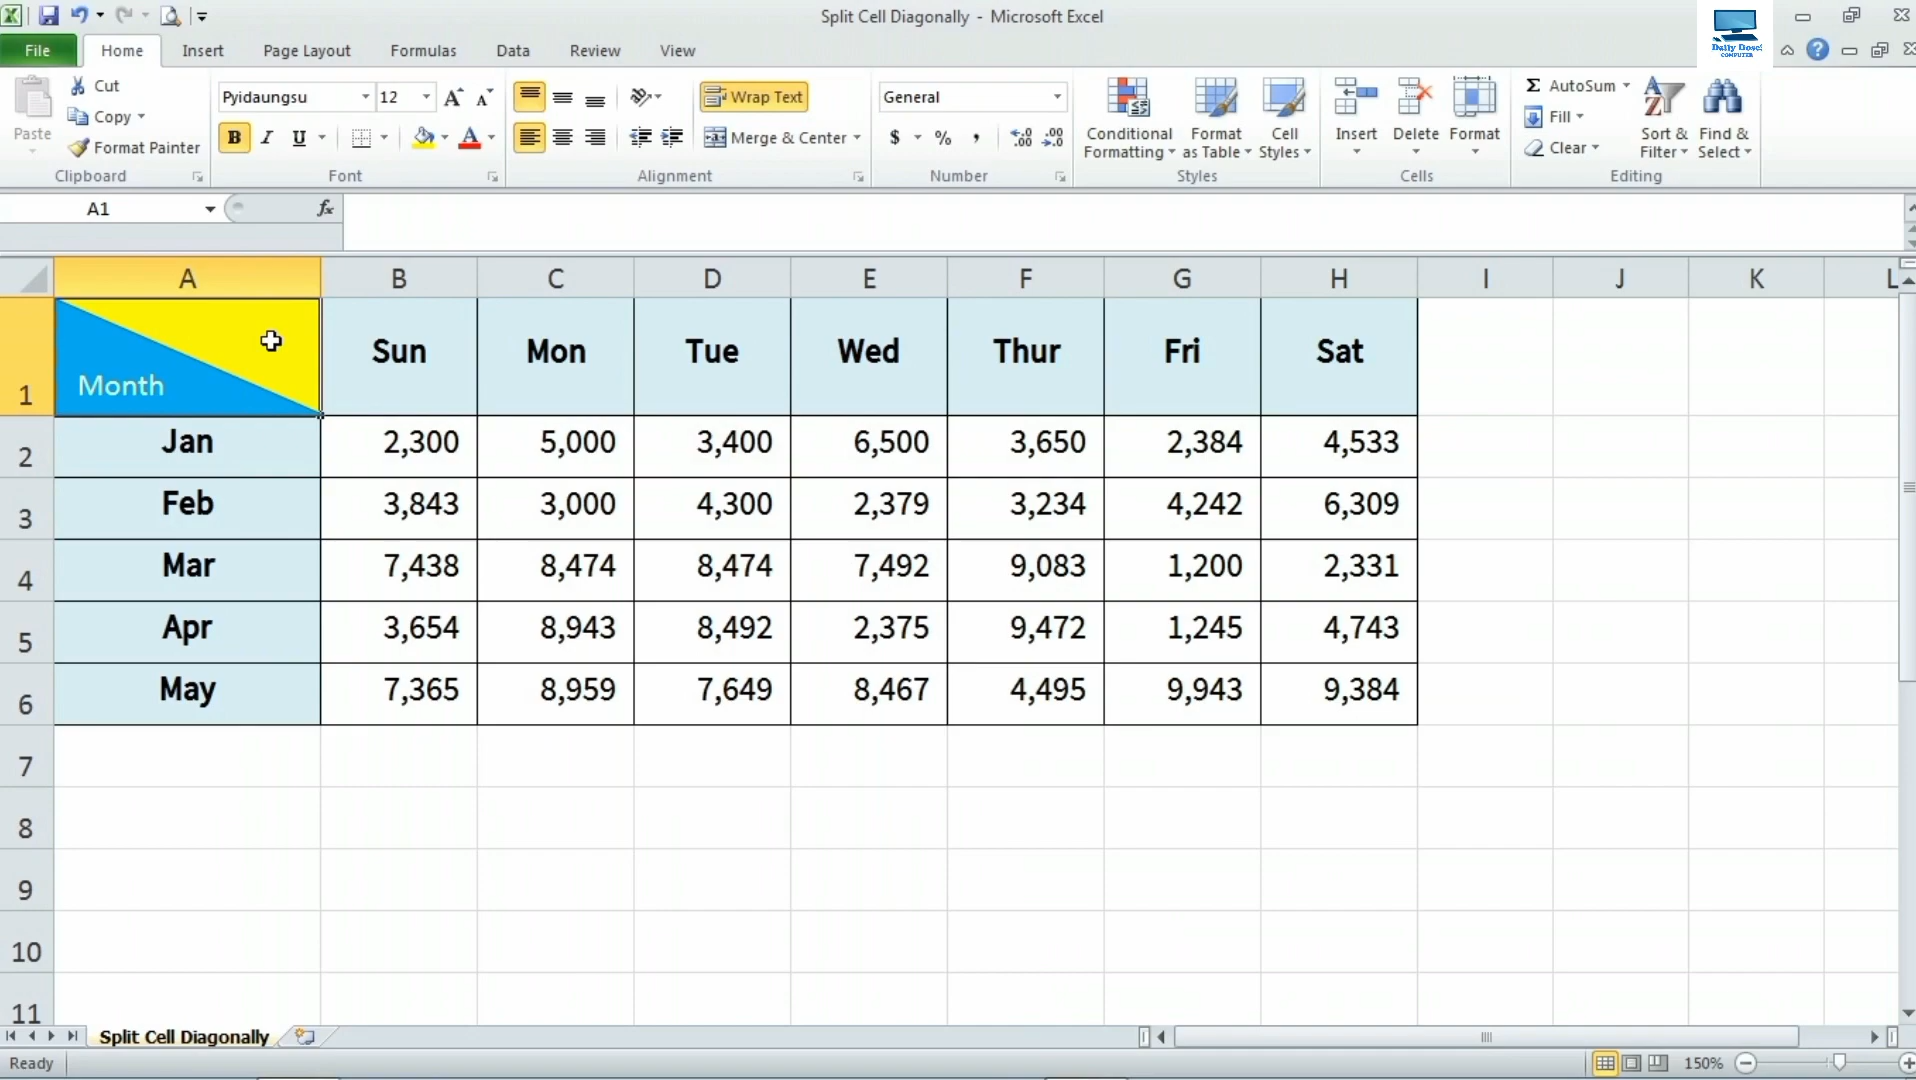 Split Cell Diagonally - Microsoft Excel
Daily Dose!
COMPUTER
File Home Insert Page Layout Formulas Data Review View
Paste
Cut
Copy
Format Painter
Clipboard
Pyidaungsu 12
B I U
Font
Wrap Text
Merge & Center
Alignment
General
$ % ,
Number
Conditional Formatting
Format as Table
Cell Styles
Styles
Insert Delete Format
Cells
Σ AutoSum
Fill
Clear
Sort & Filter
Find & Select
Editing
A1 fx
A B C D E F G H I J K L
1 Month Sun Mon Tue Wed Thur Fri Sat
2 Jan 2,300 5,000 3,400 6,500 3,650 2,384 4,533
3 Feb 3,843 3,000 4,300 2,379 3,234 4,242 6,309
4 Mar 7,438 8,474 8,474 7,492 9,083 1,200 2,331
5 Apr 3,654 8,943 8,492 2,375 9,472 1,245 4,743
6 May 7,365 8,959 7,649 8,467 4,495 9,943 9,384
7
8
9
10
11
Split Cell Diagonally
Ready 150%